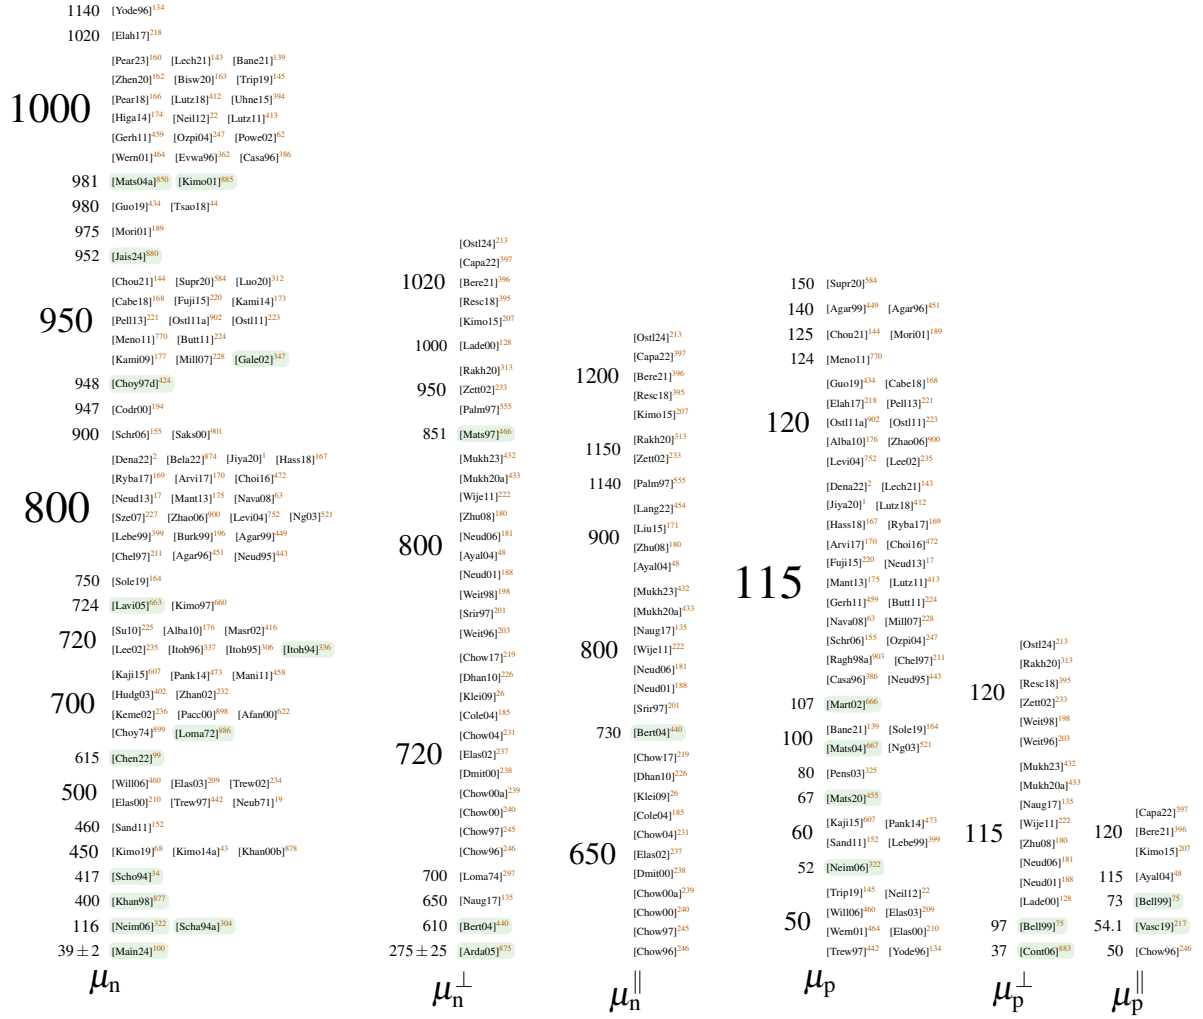 1140 [Yode96]134
1020 [Elah17]218
1000
[Pear23]160 [Lech21]143 [Bane21]139
[Zhen20]162 [Bisw20]163 [Trip19]145
[Pear18]166 [Lutz18]412 [Uhne15]394
[Higa14]174 [Neil12]22 [Lutz11]413
[Gerh11]459 [Ozpi04]247 [Powe02]62
[Wern01]464 [Evwa96]362 [Casa96]386
981 [Mats04a]850 [Kimo01]885
980 [Guo19]434 [Tsao18]44
975 [Mori01]189
952 [Jais24]880
950
[Chou21]144 [Supr20]584 [Luo20]312
[Cabe18]168 [Fuji15]220 [Kami14]173
[Pell13]221 [Ostl11a]902 [Ostl11]223
[Meno11]770 [Butt11]224
[Kami09]177 [Mill07]228 [Gale02]347
948 [Choy97d]424
947 [Codr00]194
900 [Schr06]155 [Saks00]901
800
[Dena22]2 [Bela22]874 [Jiya20]1 [Hass18]167
[Ryba17]169 [Arvi17]170 [Choi16]472
[Neud13]17 [Mant13]175 [Nava08]63
[Sze07]227 [Zhao06]900 [Levi04]752 [Ng03]521
[Lebe99]399 [Burk99]196 [Agar99]449
[Chel97]211 [Agar96]451 [Neud95]443
750 [Sole19]164
724 [Lavi05]663 [Kimo97]660
720
[Su10]225 [Alba10]176 [Masr02]416
[Lee02]235 [Itoh96]337 [Itoh95]306 [Itoh94]336
700
[Kaji15]607 [Pank14]473 [Mani11]458
[Hudg03]402 [Zhan02]232
[Keme02]236 [Pacc00]898 [Afan00]622
[Choy74]899 [Loma72]886
615 [Chen22]99
500
[Will06]460 [Elas03]209 [Trew02]234
[Elas00]210 [Trew97]442 [Neub71]19
460 [Sand11]152
450 [Kimo19]68 [Kimo14a]43 [Khan00b]878
417 [Scho94]34
400 [Khan98]877
116 [Neim06]322 [Scha94a]304
39 ± 2 [Main24]100
μn
1020
[Ostl24]213
[Capa22]397
[Bere21]396
[Resc18]395
[Kimo15]207
1000 [Lade00]128
950
[Rakh20]313
[Zett02]233
[Palm97]555
851 [Mats97]466
800
[Mukh23]432
[Mukh20a]433
[Wije11]222
[Zhu08]180
[Neud06]181
[Ayal04]48
[Neud01]188
[Weit98]198
[Srir97]201
[Weit96]203
720
[Chow17]219
[Dhan10]226
[Klei09]26
[Cole04]185
[Chow04]231
[Elas02]237
[Dmit00]238
[Chow00a]239
[Chow00]240
[Chow97]245
[Chow96]246
700 [Loma74]297
650 [Naug17]135
610 [Bert04]440
275 ± 25 [Arda05]875
μn⊥
1200
[Ostl24]213
[Capa22]397
[Bere21]396
[Resc18]395
[Kimo15]207
1150
[Rakh20]313
[Zett02]233
1140 [Palm97]555
900
[Lang22]454
[Liu15]171
[Zhu08]180
[Ayal04]48
800
[Mukh23]432
[Mukh20a]433
[Naug17]135
[Wije11]222
[Neud06]181
[Neud01]188
[Srir97]201
730 [Bert04]440
650
[Chow17]219
[Dhan10]226
[Klei09]26
[Cole04]185
[Chow04]231
[Elas02]237
[Dmit00]238
[Chow00a]239
[Chow00]240
[Chow97]245
[Chow96]246
μn∥
150 [Supr20]584
140 [Agar99]449 [Agar96]451
125 [Chou21]144 [Mori01]189
124 [Meno11]770
120
[Guo19]434 [Cabe18]168
[Elah17]218 [Pell13]221
[Ostl11a]902 [Ostl11]223
[Alba10]176 [Zhao06]900
[Levi04]752 [Lee02]235
115
[Dena22]2 [Lech21]143
[Jiya20]1 [Lutz18]412
[Hass18]167 [Ryba17]169
[Arvi17]170 [Choi16]472
[Fuji15]220 [Neud13]17
[Mant13]175 [Lutz11]413
[Gerh11]459 [Butt11]224
[Nava08]63 [Mill07]228
[Schr06]155 [Ozpi04]247
[Ragh98a]903 [Chel97]211
[Casa96]386 [Neud95]443
107 [Mart02]666
100
[Bane21]139 [Sole19]164
[Mats04]667 [Ng03]521
80 [Pens03]325
67 [Mats20]455
60
[Kaji15]607 [Pank14]473
[Sand11]152 [Lebe99]399
52 [Neim06]322
50
[Trip19]145 [Neil12]22
[Will06]460 [Elas03]209
[Wern01]464 [Elas00]210
[Trew97]442 [Yode96]134
μp
120
[Ostl24]213
[Rakh20]313
[Resc18]395
[Zett02]233
[Weit98]198
[Weit96]203
115
[Mukh23]432
[Mukh20a]433
[Naug17]135
[Wije11]222
[Zhu08]180
[Neud06]181
[Neud01]188
[Lade00]128
97 [Bell99]75
37 [Cont06]883
μp⊥
120
[Capa22]397
[Bere21]396
[Kimo15]207
115 [Ayal04]48
73 [Bell99]75
54.1 [Vasc19]217
50 [Chow96]246
μp∥